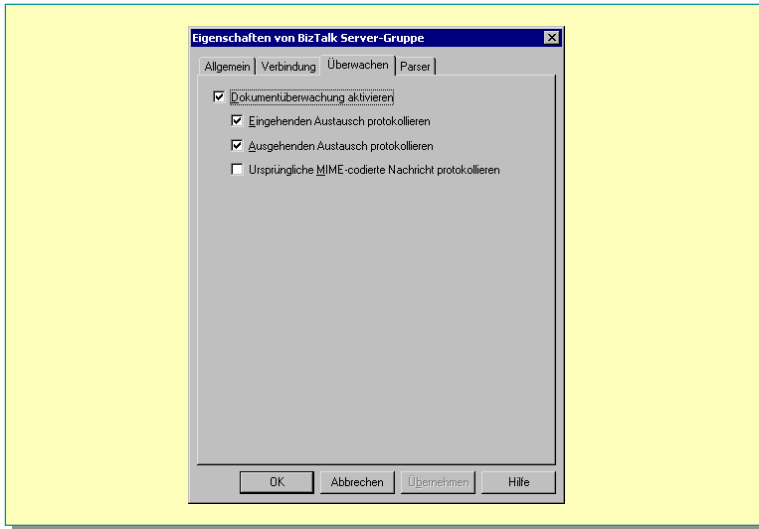 Eigenschaften von BizTalk Server-Gruppe
Allgemein Verbindung Überwachen Parser
Dokumentüberwachung aktivieren
Eingehenden Austausch protokollieren
Ausgehenden Austausch protokollieren
Ursprüngliche MIME-codierte Nachricht protokollieren
OK Abbrechen Übernehmen Hilfe